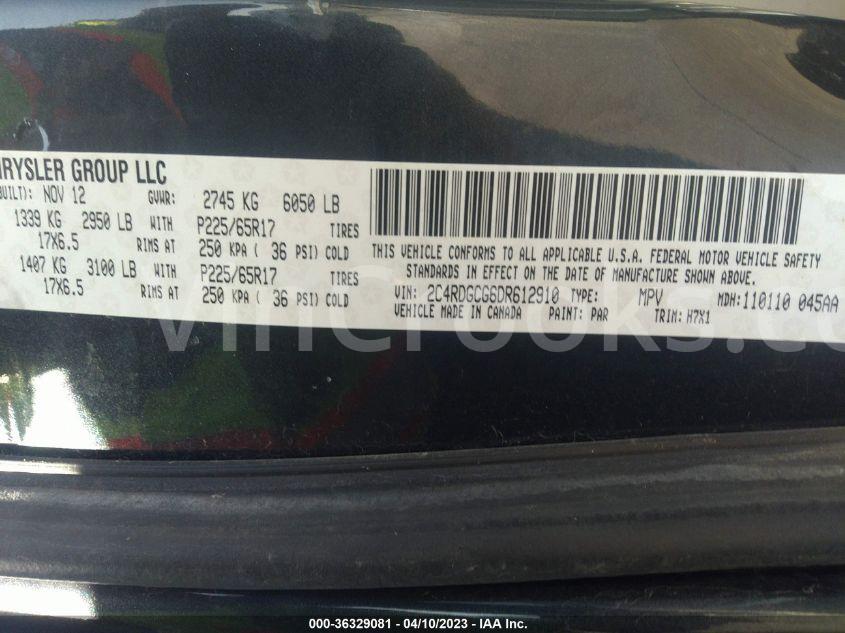 HRYSLER GROUP LLC
BUILT): NOV 12 GVWR: 2745 KG 6050 LB
1339 KG 2950 LB WITH P225/65R17 TIRES
17X6.5 RIMS AT 250 KPA ( 36 PSI) COLD
1407 KG 3100 LB WITH P225/65R17 TIRES
17X6.5 RIMS AT 250 KPA ( 36 PSI) COLD
THIS VEHICLE CONFORMS TO ALL APPLICABLE U.S.A. FEDERAL MOTOR VEHICLE SAFETY
STANDARDS IN EFFECT ON THE DATE OF MANUFACTURE SHOWN ABOVE.
VIN: 2C4RDGCG6DR612910 TYPE: MPV MDH: 110110 045AA
VEHICLE MADE IN CANADA PAINT: PAR TRIM: H7X1
VinCrooks.co
000-36329081 - 04/10/2023 - IAA Inc.